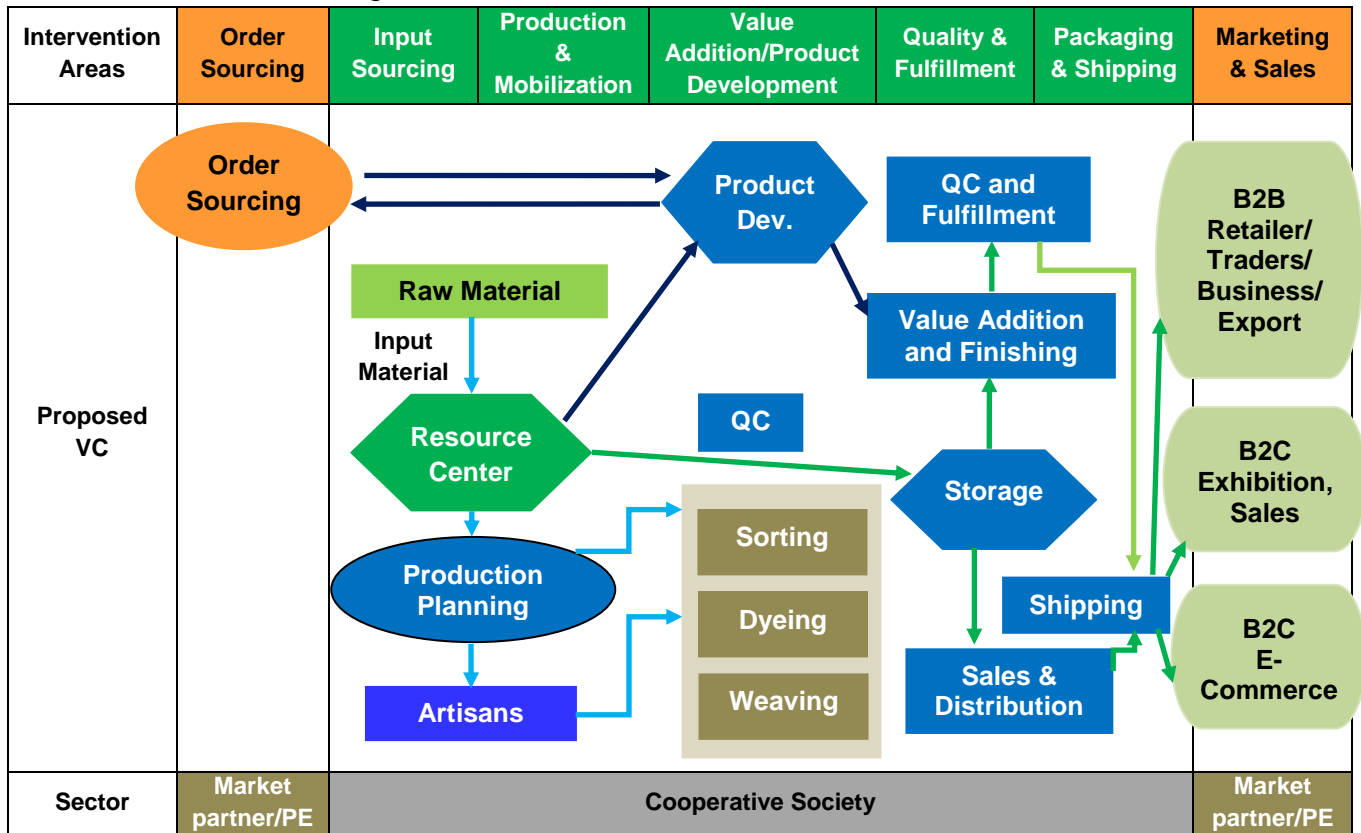 Intervention
Areas
Order
Sourcing
Input
Sourcing
Production
&
Mobilization
Value
Addition/Product
Development
Quality &
Fulfillment
Packaging
& Shipping
Marketing
& Sales
Proposed
VC
Order
Sourcing
Product
Dev.
QC and
Fulfillment
B2B
Retailer/
Traders/
Business/
Export
Raw Material
Input
Material
Value Addition
and Finishing
Resource
Center
QC
Storage
B2C
Exhibition,
Sales
Production
Planning
Sorting
Dyeing
Weaving
Shipping
Artisans
Sales &
Distribution
B2C
E-
Commerce
Sector
Market
partner/PE
Cooperative Society
Market
partner/PE